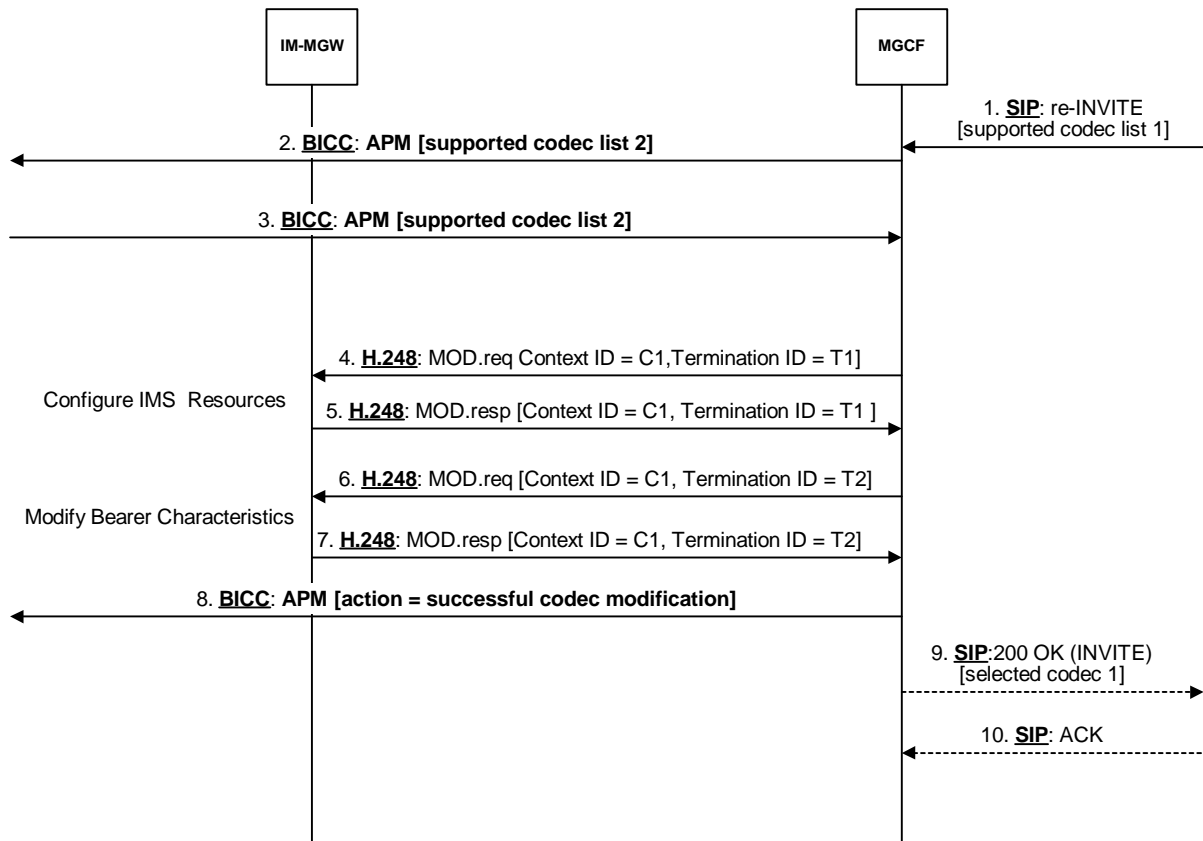 IM-MGW
MGCF
1. SIP: re-INVITE
[supported codec list 1]
2. BICC: APM [supported codec list 2]
3. BICC: APM [supported codec list 2]
4. H.248: MOD.req Context ID = C1,Termination ID = T1]
Configure IMS Resources
5. H.248: MOD.resp [Context ID = C1, Termination ID = T1 ]
6. H.248: MOD.req [Context ID = C1, Termination ID = T2]
Modify Bearer Characteristics
7. H.248: MOD.resp [Context ID = C1, Termination ID = T2]
8. BICC: APM [action = successful codec modification]
9. SIP:200 OK (INVITE)
[selected codec 1]
10. SIP: ACK